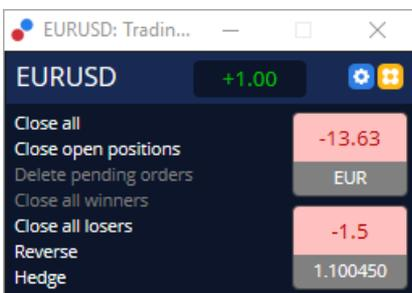 EURUSD: Tradin...
EURUSD +1.00
Close all
Close open positions
Delete pending orders
Close all winners
Close all losers
Reverse
Hedge
-13.63
EUR
-1.5
1.100450